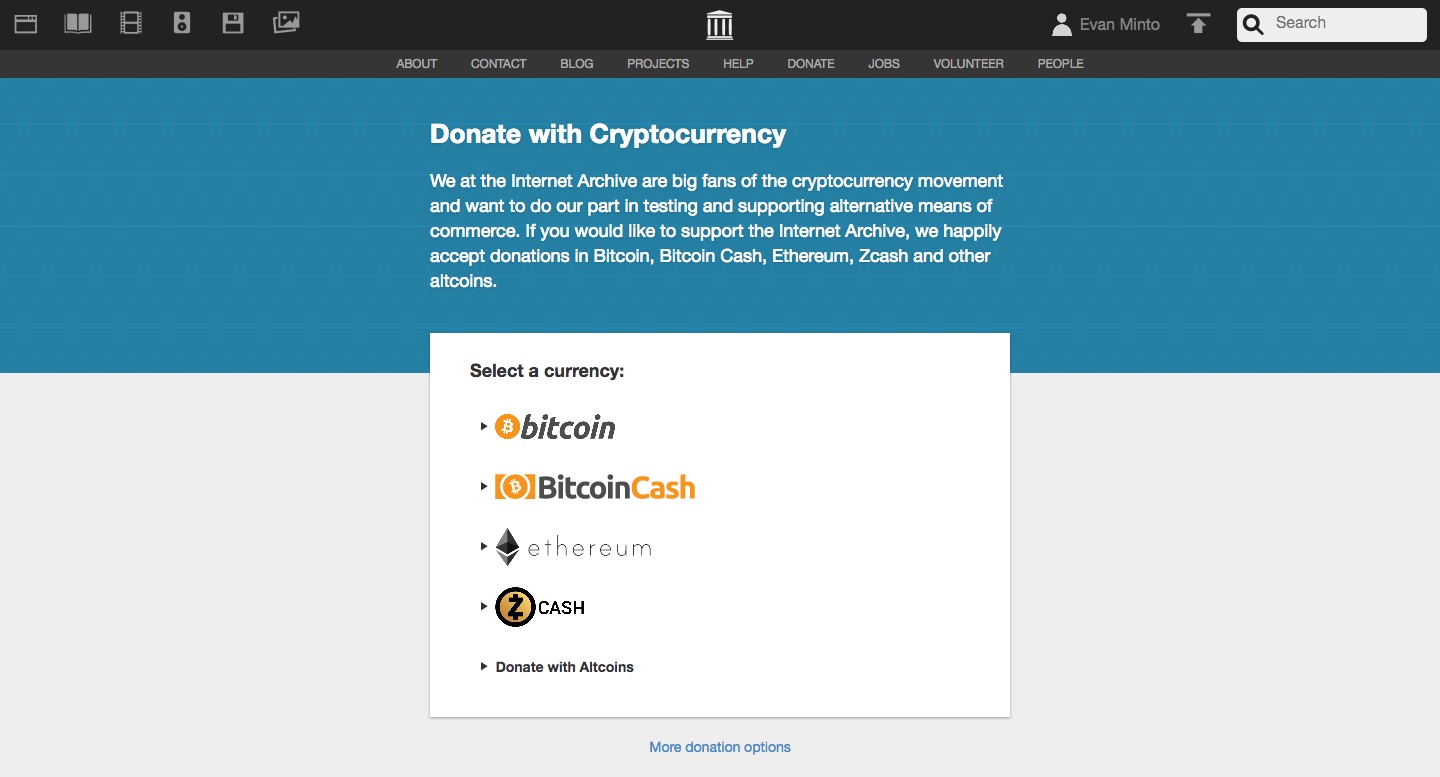 Evan Minto
Search
ABOUT CONTACT BLOG PROJECTS HELP DONATE JOBS VOLUNTEER PEOPLE
Donate with Cryptocurrency
We at the Internet Archive are big fans of the cryptocurrency movement
and want to do our part in testing and supporting alternative means of
commerce. If you would like to support the Internet Archive, we happily
accept donations in Bitcoin, Bitcoin Cash, Ethereum, Zcash and other
altcoins.
Select a currency:
bitcoin
BitcoinCash
ethereum
ZCASH
Donate with Altcoins
More donation options